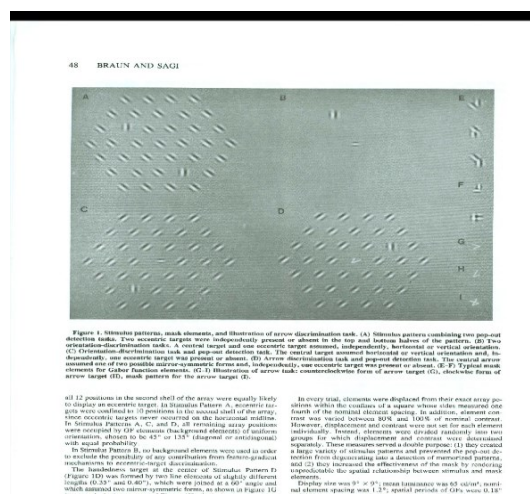 48 BRAUN AND SAGI
A
B
E
F
C
D
G
H
I
Figure 1. Stimulus patterns, mask elements, and illustration of arrow discrimination task. (A) Stimulus pattern combining two pop-out
detection tasks. Two eccentric targets were independently present or absent in the top and bottom halves of the pattern. (B) Two
orientation-discrimination tasks. A central target and one eccentric target assumed, independently, horizontal or vertical orientation.
(C) Orientation-discrimination task and pop-out detection task. The central target assumed horizontal or vertical orientation and, in-
dependently, one eccentric target was present or absent. (D) Arrow discrimination task and pop-out detection task. The central arrow
assumed one of two possible mirror-symmetric forms and, independently, one eccentric target was present or absent. (E-F) Typical mask
elements for Gabor function elements. (G-I) Illustration of arrow task: counterclockwise form of arrow target (G), clockwise form of
arrow target (H), mask pattern for the arrow target (I).
all 12 positions in the second shell of the array were equally likely
to display an eccentric target. In Stimulus Pattern A, eccentric tar-
gets were confined to 10 positions in the second shell of the array,
since eccentric targets never occurred on the horizontal midline.
In Stimulus Patterns A, C, and D, all remaining array positions
were occupied by GF elements (background elements) of uniform
orientation, chosen to be 45° or 135° (diagonal or antidiagonal)
with equal probability.
In Stimulus Pattern B, no background elements were used in order
to exclude the possibility of any contribution from texture-gradient
mechanisms to eccentric-target discrimination.
The handedness target at the center of Stimulus Pattern D
(Figure 1D) was formed by two line elements of slightly different
lengths (0.35° and 0.40°), which were joined at a 60° angle and
which assumed two mirror-symmetric forms, as shown in Figure 1G
In every trial, elements were displaced from their exact array po-
sitions within the confines of a square whose sides measured one
fourth of the nominal element spacing. In addition, element con-
trast was varied between 80% and 100% of nominal contrast.
However, displacement and contrast were not set for each element
individually. Instead, elements were divided randomly into two
groups for which displacement and contrast were determined
separately. These measures served a double purpose: (1) they created
a large variety of stimulus patterns and prevented the pop-out de-
tection from degenerating into a detection of memorized patterns,
and (2) they increased the effectiveness of the mask by rendering
unpredictable the spatial relationship between stimulus and mask
elements.
Display size was 9° × 9°; mean luminance was 65 cd/m², nomi-
nal element spacing was 1.2°; spatial periods of GFs were 0.18°